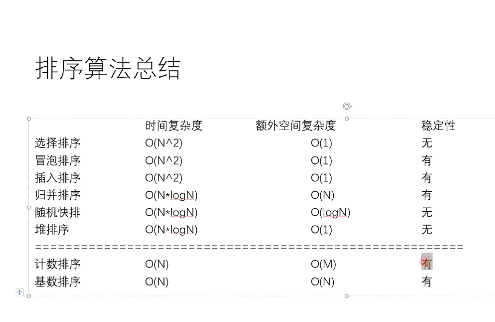 排序算法总结
时间复杂度 额外空间复杂度 稳定性
选择排序 O(N^2) O(1) 无
冒泡排序 O(N^2) O(1) 有
插入排序 O(N^2) O(1) 有
归并排序 O(N*logN) O(N) 有
随机快排 O(N*logN) O(logN) 无
堆排序 O(N*logN) O(1) 无
========================================================
计数排序 O(N) O(M) 有
基数排序 O(N) O(N) 有